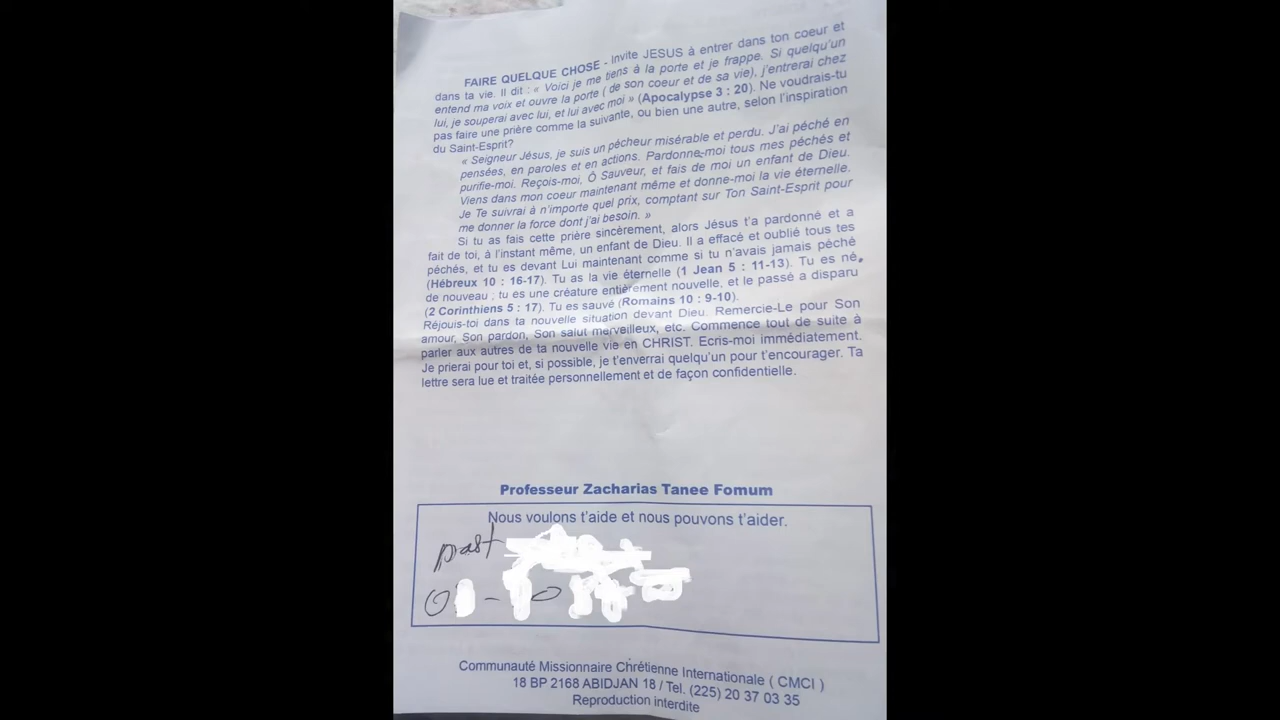 FAIRE QUELQUE CHOSE - Invite JESUS à entrer dans ton coeur et
dans ta vie. Il dit : « Voici je me tiens à la porte et je frappe. Si quelqu'un
entend ma voix et ouvre la porte ( de son coeur et de sa vie), j'entrerai chez
lui, je souperai avec lui, et lui avec moi » (Apocalypse 3 : 20). Ne voudrais-tu
pas faire une prière comme la suivante, ou bien une autre, selon l'inspiration
du Saint-Esprit?
« Seigneur Jésus, je suis un pécheur misérable et perdu. J'ai péché en
pensées, en paroles et en actions. Pardonne-moi tous mes péchés et
purifie-moi. Reçois-moi, Ô Sauveur, et fais de moi un enfant de Dieu.
Viens dans mon coeur maintenant même et donne-moi la vie éternelle.
Je Te suivrai à n'importe quel prix, comptant sur Ton Saint-Esprit pour
me donner la force dont j'ai besoin. »
Si tu as fais cette prière sincèrement, alors Jésus t'a pardonné et a
fait de toi, à l'instant même, un enfant de Dieu. Il a effacé et oublié tous tes
péchés, et tu es devant Lui maintenant comme si tu n'avais jamais péché
(Hébreux 10 : 16-17). Tu as la vie éternelle (1 Jean 5 : 11-13). Tu es né
de nouveau ; tu es une créature entièrement nouvelle, et le passé a disparu
(2 Corinthiens 5 : 17). Tu es sauvé (Romains 10 : 9-10).
Réjouis-toi dans ta nouvelle situation devant Dieu. Remercie-Le pour Son
amour, Son pardon, Son salut merveilleux, etc. Commence tout de suite à
parler aux autres de ta nouvelle vie en CHRIST. Ecris-moi immédiatement.
Je prierai pour toi et, si possible, je t'enverrai quelqu'un pour t'encourager. Ta
lettre sera lue et traitée personnellement et de façon confidentielle.
Professeur Zacharias Tanee Fomum
Nous voulons t'aide et nous pouvons t'aider.
past
Communauté Missionnaire Chrétienne Internationale ( CMCI )
18 BP 2168 ABIDJAN 18 / Tel. (225) 20 37 03 35
Reproduction interdite